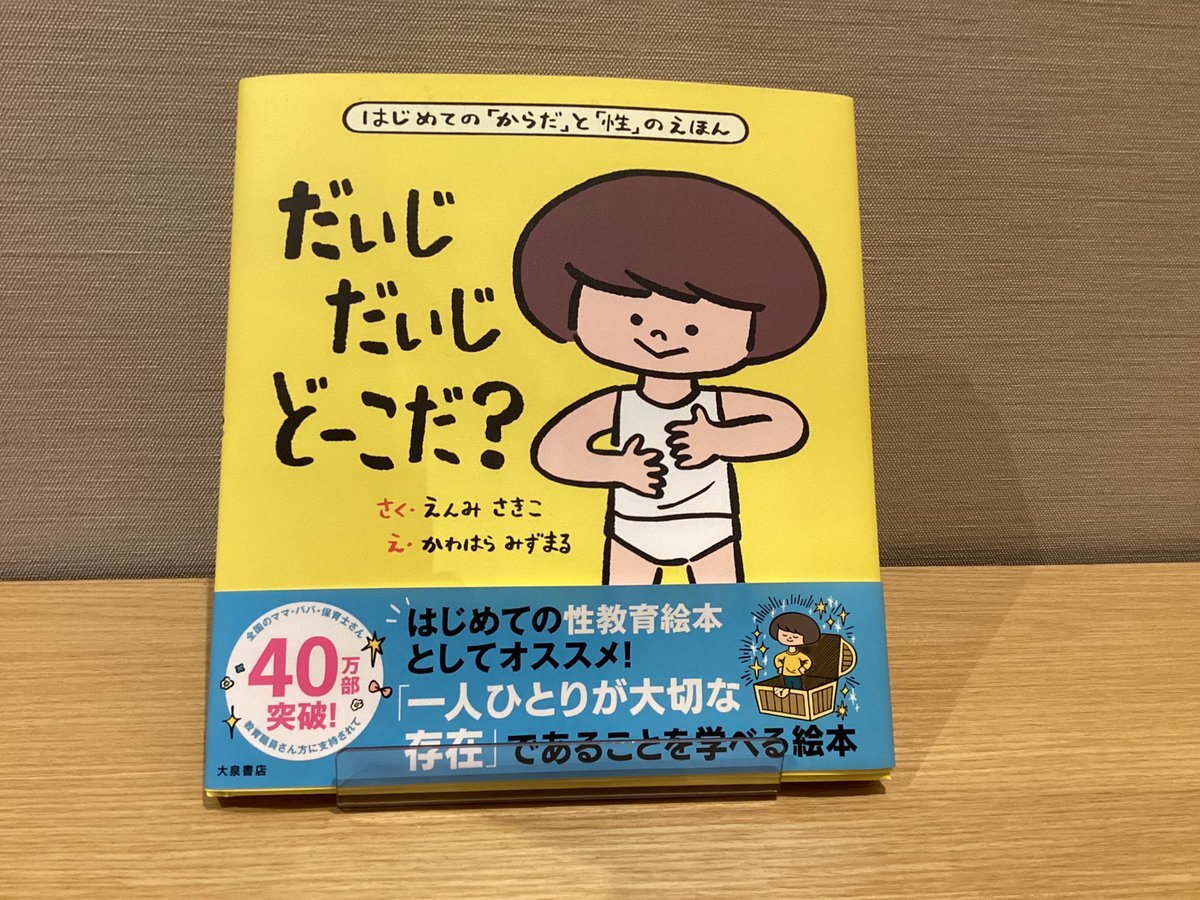 はじめての「からだ」と「性」のえほん
だいじ
だいじ
どーこだ?
さく・えんみ さきこ
え・かわはら みずまる
全国のママ・パパ・保育士さん
40万部
突破!
教育職員さん方に支持されて
はじめての性教育絵本
としてオススメ!
「一人ひとりが大切な
存在」であることを学べる絵本
大泉書店